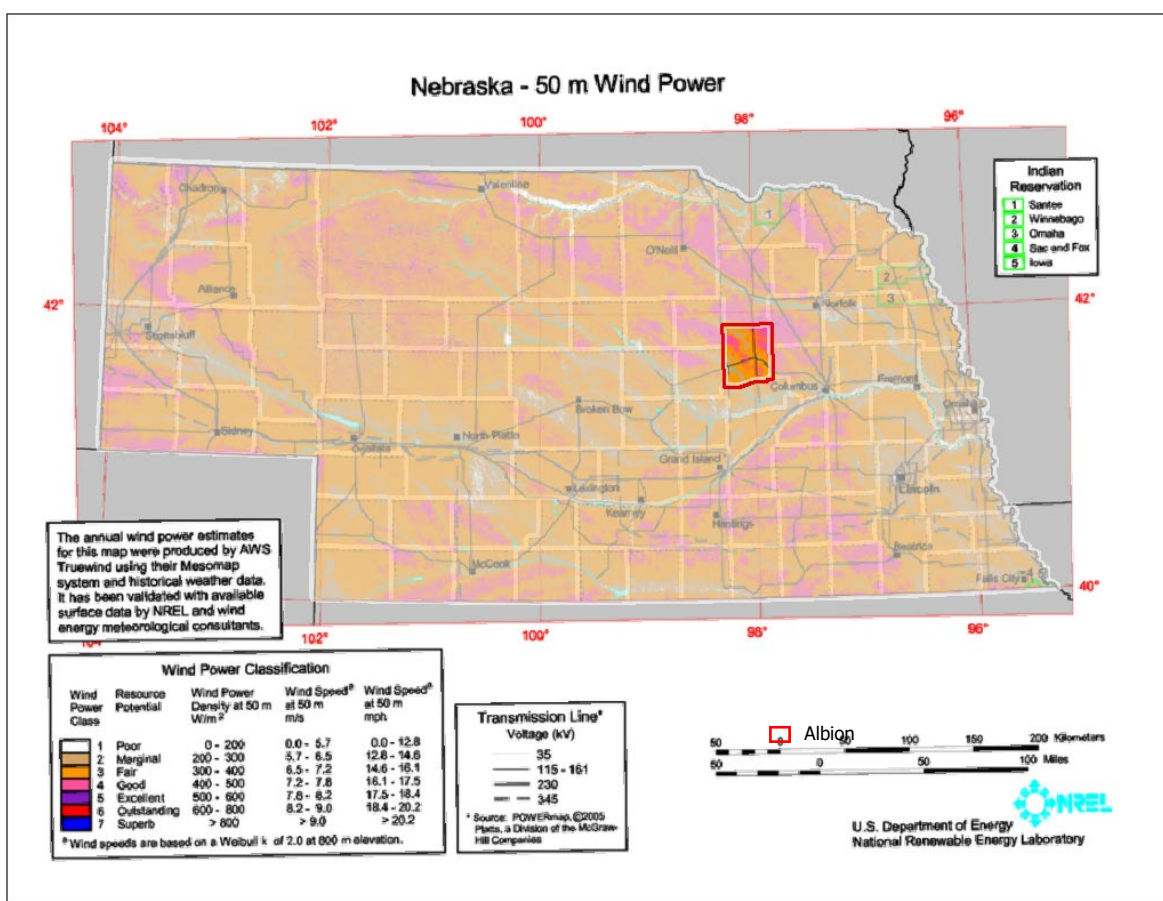 Nebraska - 50 m Wind Power
104° 102° 100° 98° 96°
Indian
Reservation
1 Santee
2 Winnebago
3 Omaha
4 Sac and Fox
5 Iowa
Chadron
Valentine
1
O'Neill
2
42° 42°
Alliance
3
Norfolk
Scottsbluff
Columbus
Fremont
Omaha
Broken Bow
Sidney
Ogallala
North Platte
Grand Island
Lexington
Lincoln
Kearney
Hastings
Beatrice
McCook
Falls City
40°
The annual wind power estimates
for this map were produced by AWS
Truewind using their Mesomap
system and historical weather data.
It has been validated with available
surface data by NREL and wind
energy meteorological consultants.
104° 102° 100° 98° 96°
Wind Power Classification
Wind Power Class Resource Potential Wind Power Density at 50 m W/m² Wind Speedª at 50 m m/s Wind Speedª at 50 m mph
1 Poor 0 - 200 0.0 - 5.7 0.0 - 12.8
2 Marginal 200 - 300 5.7 - 6.5 12.8 - 14.6
3 Fair 300 - 400 6.5 - 7.2 14.6 - 16.1
4 Good 400 - 500 7.2 - 7.8 16.1 - 17.5
5 Excellent 500 - 600 7.8 - 8.2 17.5 - 18.4
6 Outstanding 600 - 800 8.2 - 9.0 18.4 - 20.2
7 Superb > 800 > 9.0 > 20.2
ª Wind speeds are based on a Weibull k of 2.0 at 800 m elevation.
Transmission Line*
Voltage (kV)
35
115 - 161
230
345
* Source: POWERmap, ©2005
Platts, a Division of the McGraw-
Hill Companies
Albion
50 0 50 100 150 200 Kilometers
50 0 50 100 Miles
NREL
U.S. Department of Energy
National Renewable Energy Laboratory